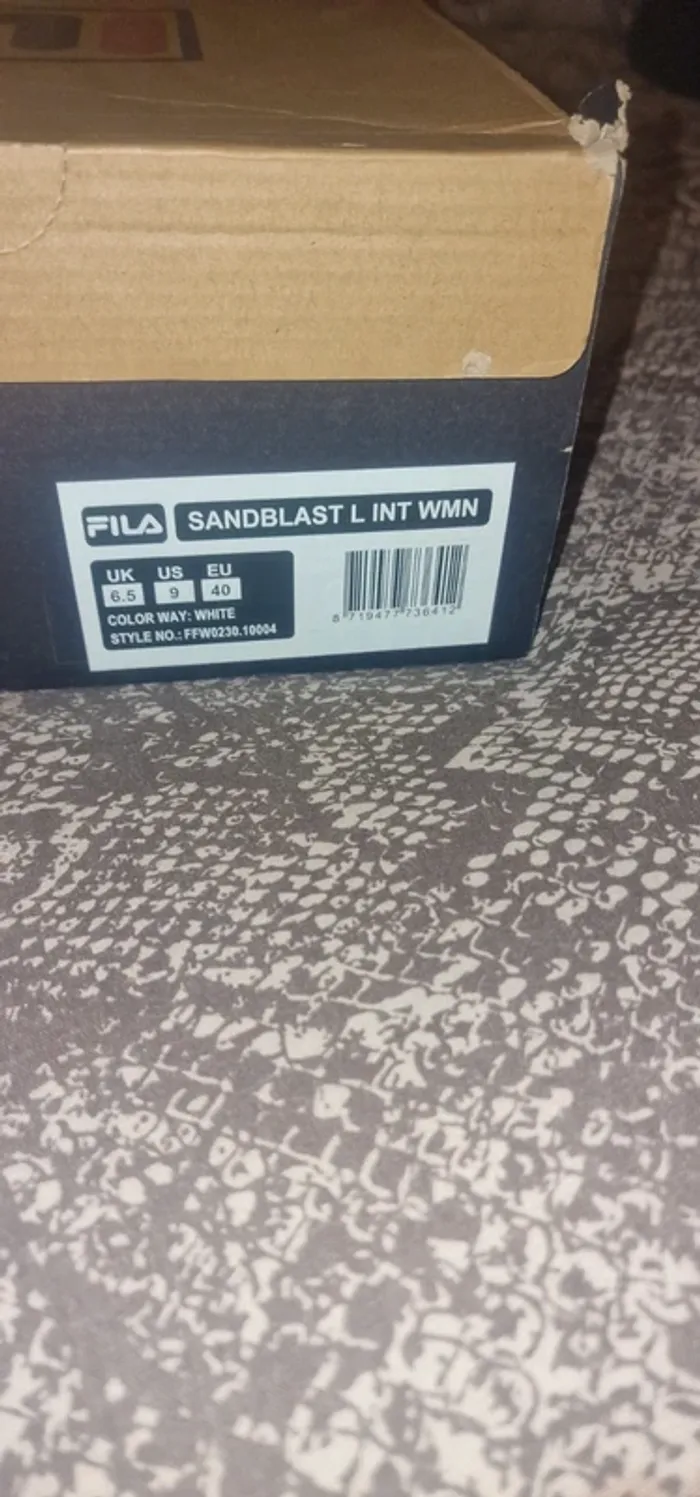 FILA SANDBLAST L INT WMN
UK US EU
6.5 9 40
COLOR WAY: WHITE
STYLE NO.: FFW0230.10004
8 719477 736412